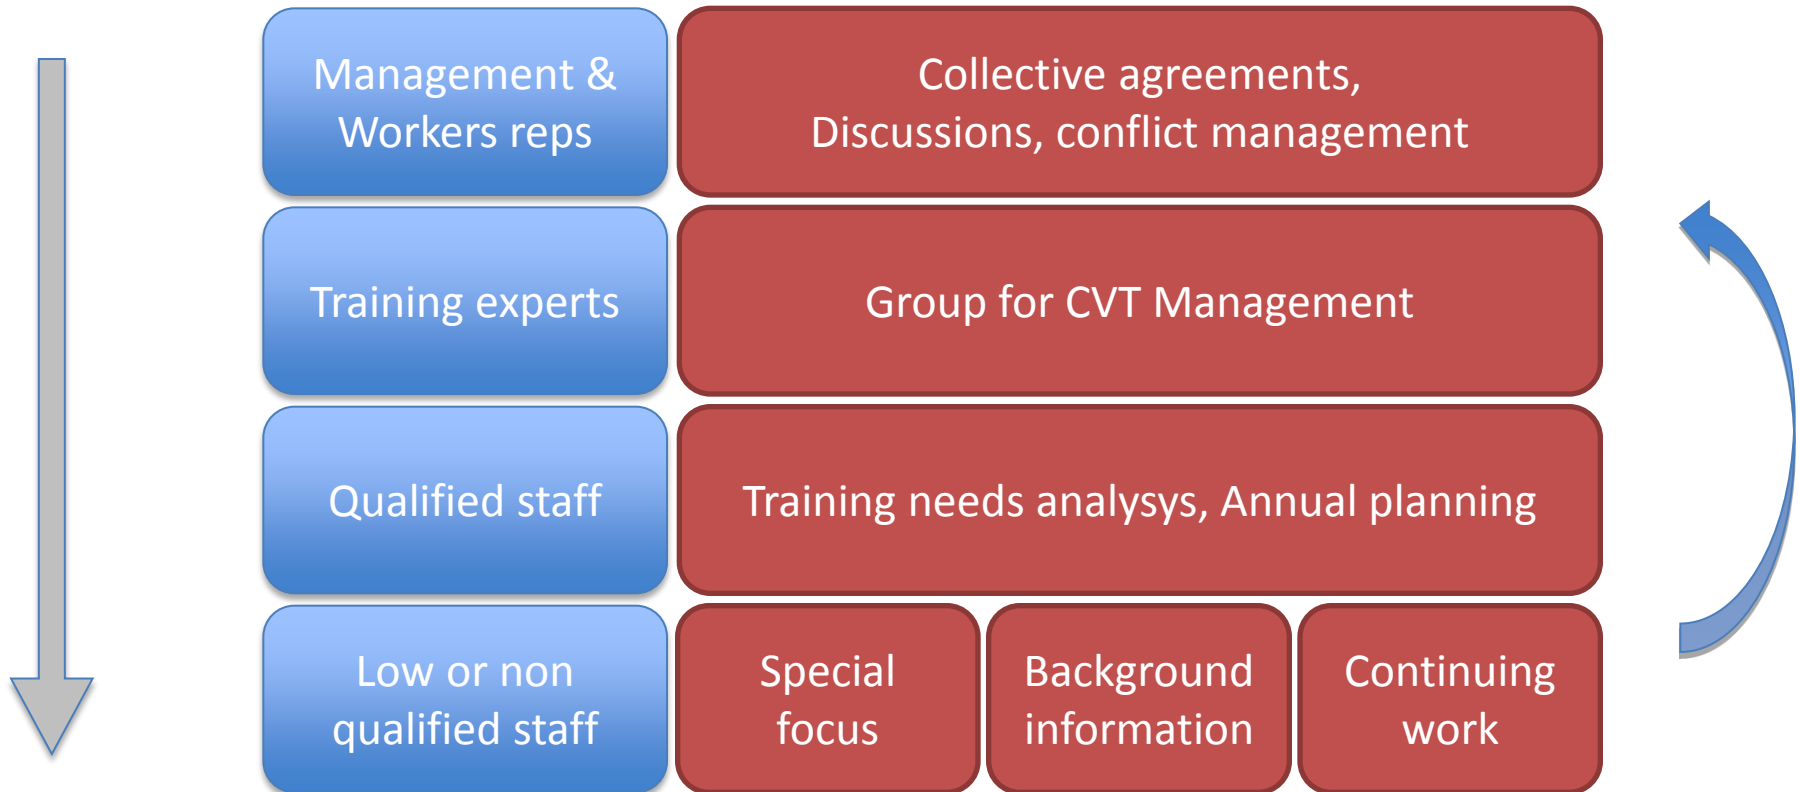 Management &
Workers reps
Collective agreements,
Discussions, conflict management
Training experts
Group for CVT Management
Qualified staff
Training needs analysys, Annual planning
Low or non
qualified staff
Special
focus
Background
information
Continuing
work